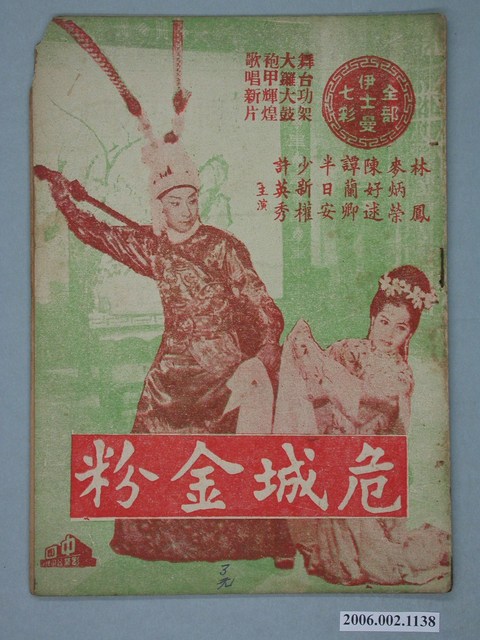 舞台功架
大鑼大鼓
袍甲輝煌
歌唱新片
全部
伊士曼
七彩
林鳳
麥炳榮
陳好逑
譚蘭卿
半日安
少新權
許英秀
主演
危城金粉
中國
2006.002.1138